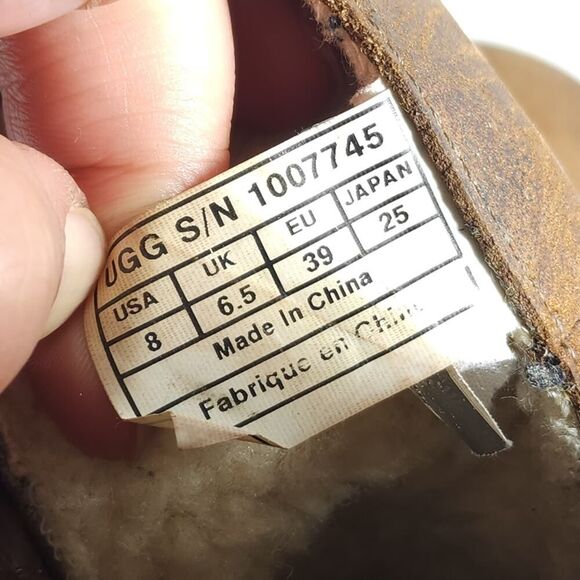 UGG S/N 1007745
USA UK EU JAPAN
8 6.5 39 25
Made In China
Fabrique en Chine